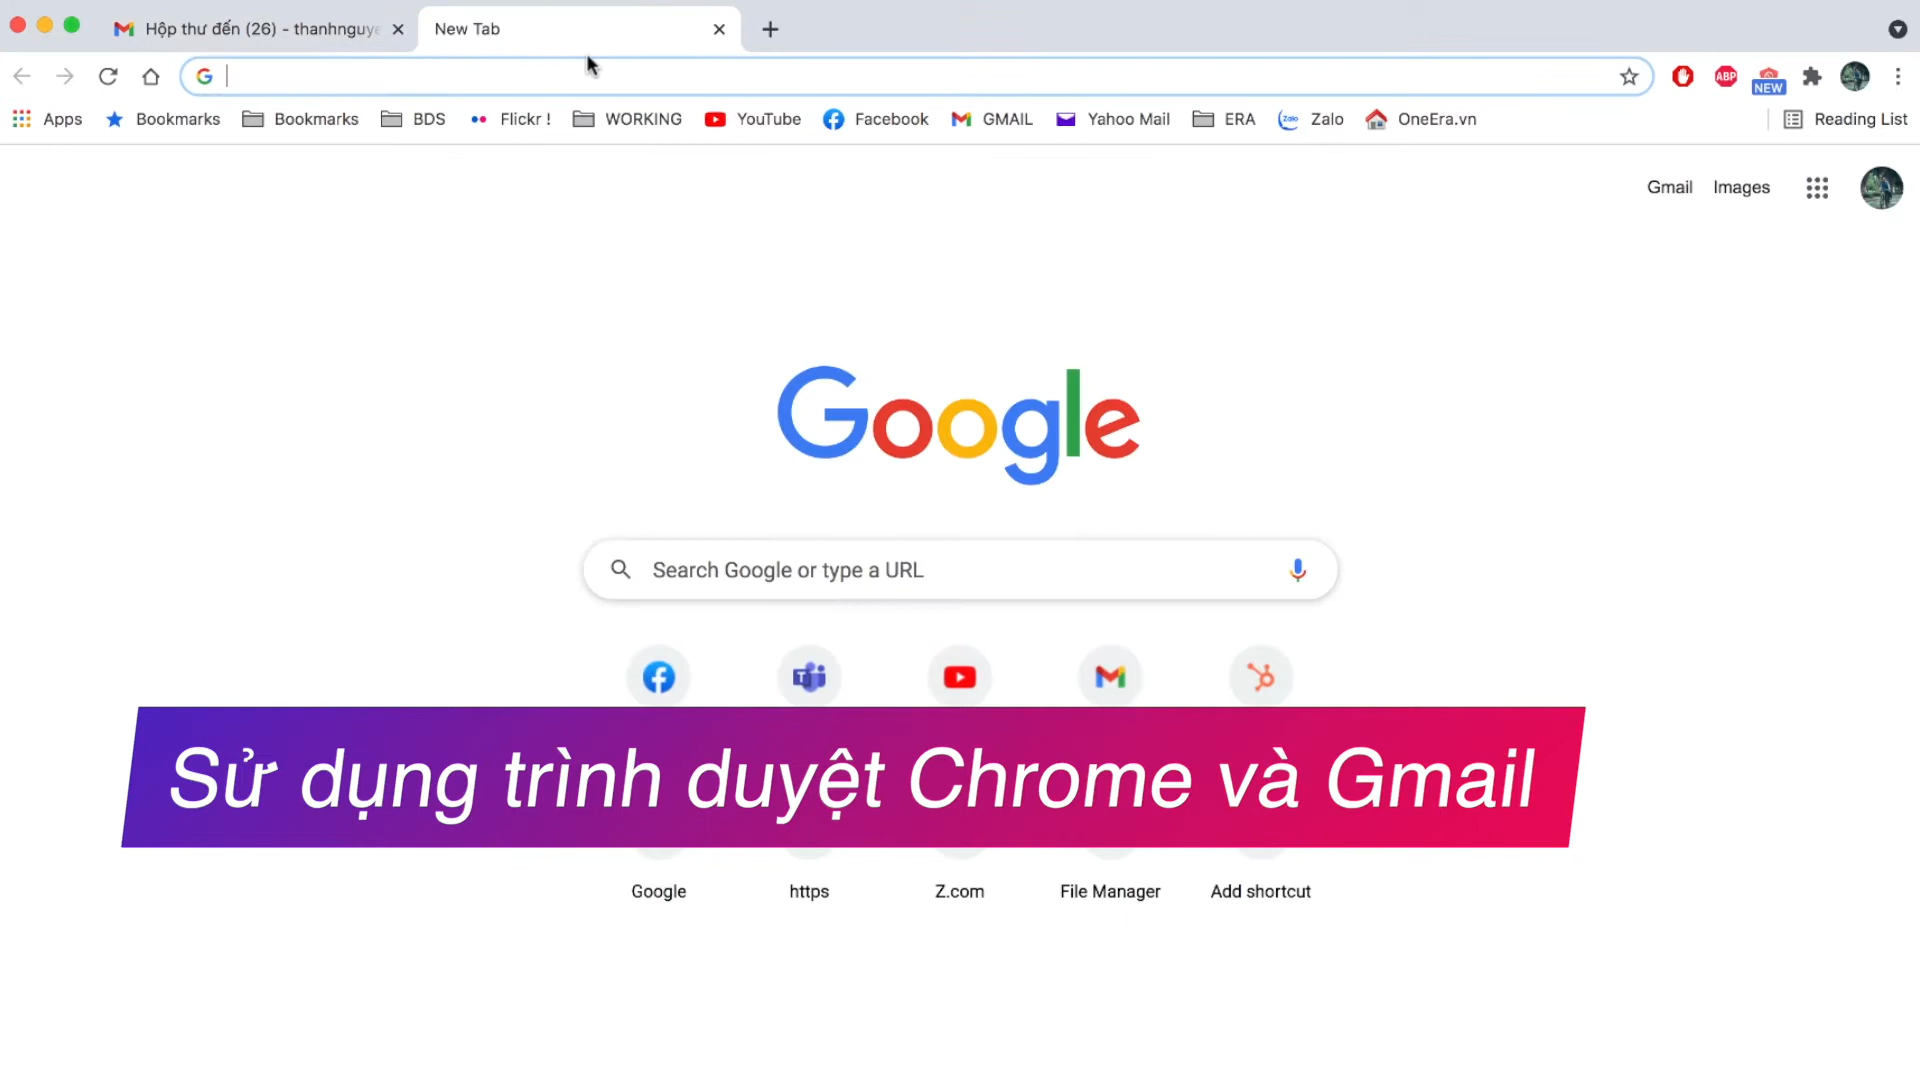 Hộp thư đến (26) - thanhnguye
New Tab
Apps
Bookmarks
Bookmarks
BDS
Flickr !
WORKING
YouTube
Facebook
GMAIL
Yahoo Mail
ERA
Zalo
OneEra.vn
Reading List
ABP
NEW
Gmail
Images
Google
Search Google or type a URL
Sử dụng trình duyệt Chrome và Gmail
Google
https
Z.com
File Manager
Add shortcut